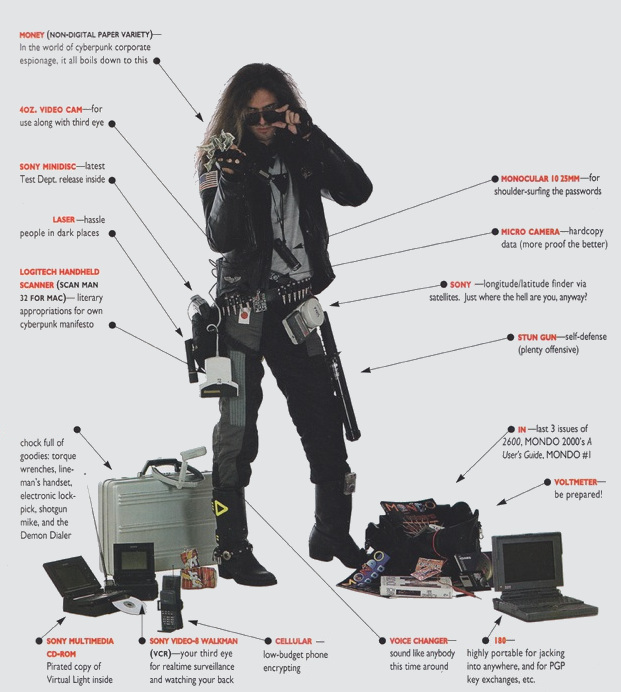 MONEY (NON-DIGITAL PAPER VARIETY)—
In the world of cyberpunk corporate
espionage, it all boils down to this
4OZ. VIDEO CAM—for
use along with third eye
SONY MINIDISC—latest
Test Dept. release inside
LASER—hassle
people in dark places
LOGITECH HANDHELD
SCANNER (SCAN MAN
32 FOR MAC)— literary
appropriations for own
cyberpunk manifesto
MONOCULAR 10 25MM—for
shoulder-surfing the passwords
MICRO CAMERA—hardcopy
data (more proof the better)
SONY —longitude/latitude finder via
satellites. Just where the hell are you, anyway?
STUN GUN—self-defense
(plenty offensive)
IN —last 3 issues of
2600, MONDO 2000's A
User's Guide, MONDO #1
VOLTMETER—
be prepared!
chock full of
goodies: torque
wrenches, line-
man's handset,
electronic lock-
pick, shotgun
mike, and the
Demon Dialer
MONDO
SONY MULTIMEDIA
CD-ROM
Pirated copy of
Virtual Light inside
SONY VIDEO-8 WALKMAN
(VCR)—your third eye
for realtime surveillance
and watching your back
CELLULAR —
low-budget phone
encrypting
VOICE CHANGER—
sound like anybody
this time around
180—
highly portable for jacking
into anywhere, and for PGP
key exchanges, etc.